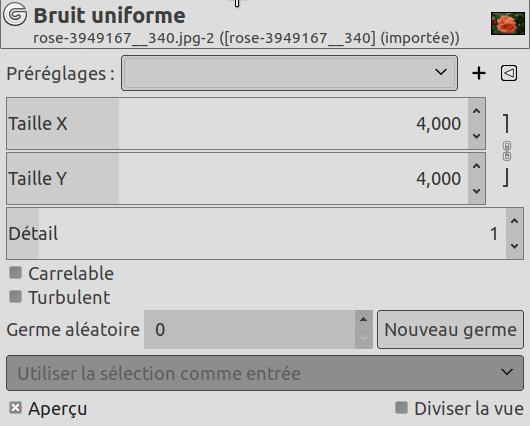 Bruit uniforme
rose-3949167__340.jpg-2 ([rose-3949167__340] (importée))
Préréglages :
Taille X 4,000
Taille Y 4,000
Détail 1
Carrelable
Turbulent
Germe aléatoire 0 Nouveau germe
Utiliser la sélection comme entrée
Aperçu Diviser la vue